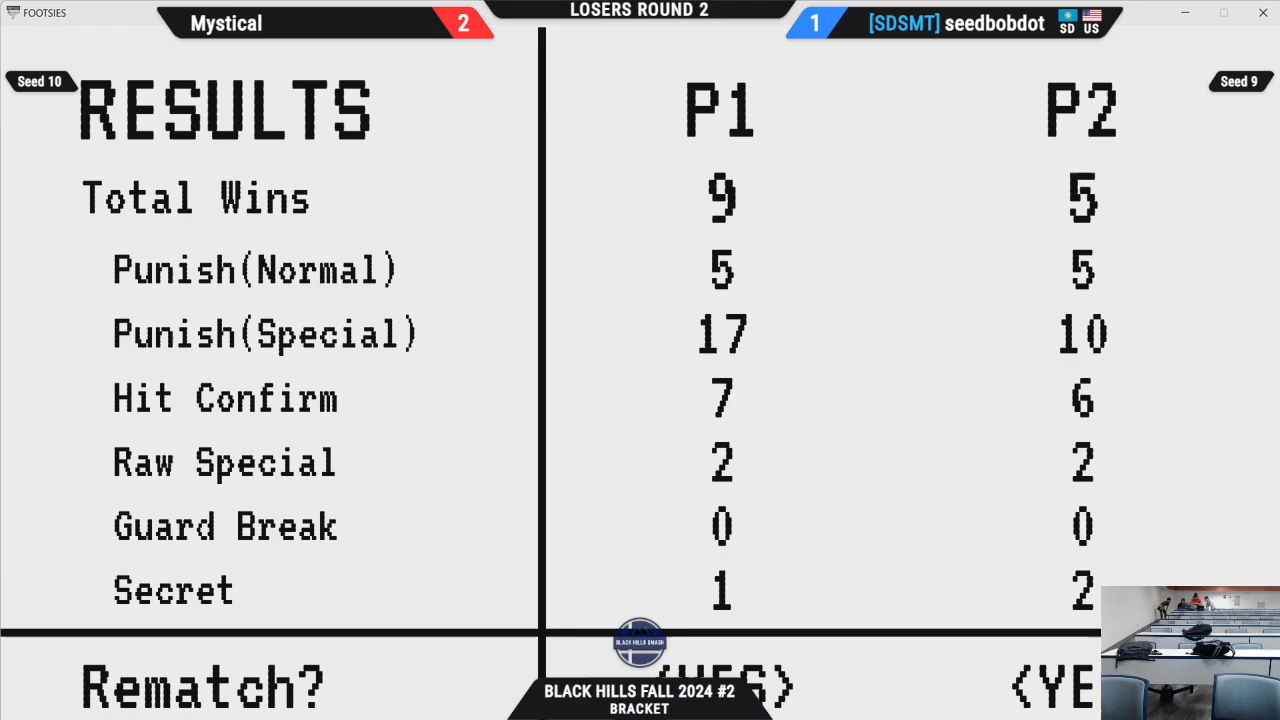 FOOTSIES
LOSERS ROUND 2
Mystical 2
1 [SDSMT] seedbobdot
SD US
Seed 10
Seed 9
RESULTS P1 P2
Total Wins 9 5
Punish(Normal) 5 5
Punish(Special) 17 10
Hit Confirm 7 6
Raw Special 2 2
Guard Break 0 0
Secret 1 2
BLACK HILLS SMASH
Rematch? <YES> <YE
BLACK HILLS FALL 2024 #2
BRACKET